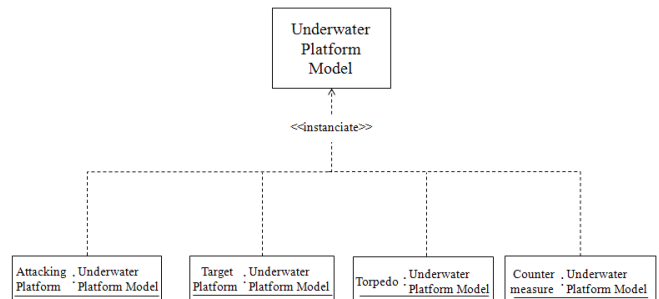 Underwater
Platform
Model
<<instanciate>>
Attacking : Underwater
Platform Platform Model
Target : Underwater
Platform Platform Model
Torpedo : Underwater
Platform Model
Counter : Underwater
measure Platform Model